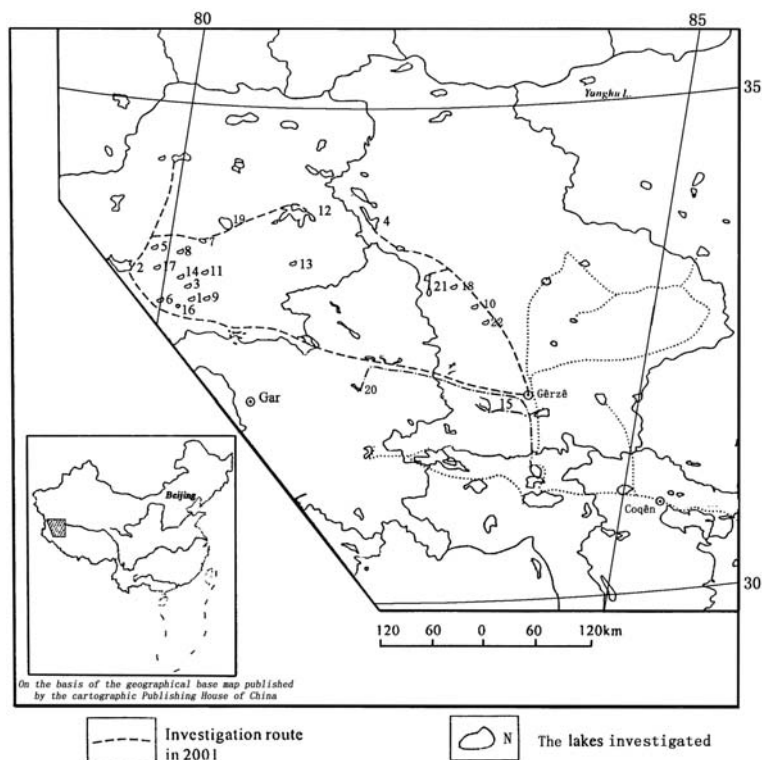 80
85
35
Yanghu L.
19
12
4
5
8
7
2
17
14
11
13
3
21
18
6
1
9
16
10
22
20
Gar
15
Gêrzê
Coqên
30
Beijing
120 60 0 60 120km
On the basis of the geographical base map published
by the cartographic Publishing House of China
Investigation route
in 2001
N
The lakes investigated